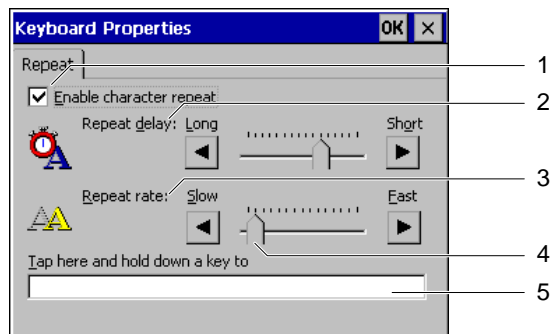 Keyboard Properties OK ×
Repeat
1
Enable character repeat
2
Repeat delay: Long Short
Repeat rate: Slow Fast
3
4
Tap here and hold down a key to
5